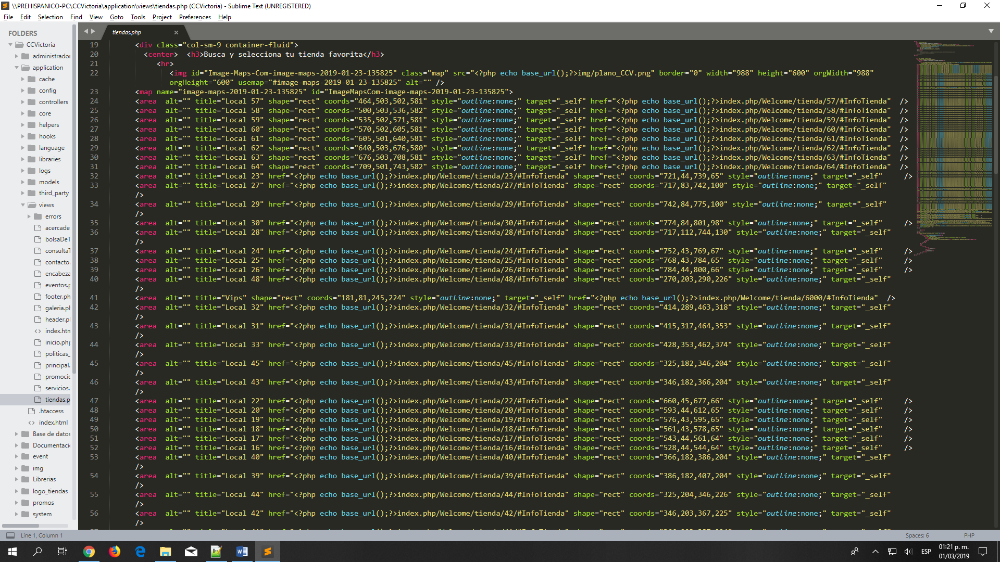 \\PREHISPANICO-PC\CCVictoria\application\views\tiendas.php (CCVictoria) - Sublime Text (UNREGISTERED)
File Edit Selection Find View Goto Tools Project Preferences Help
FOLDERS
CCVictoria
administrador
application
cache
config
controllers
core
helpers
hooks
language
libraries
logs
models
third_party
views
errors
acercade
bolsaDeT
consultaT
contacto.
encabeza
eventos.p
footer.ph
galeria.ph
header.pl
index.htn
inicio.php
politicas_
principal.
promocic
servicios.
tiendas.p
.htaccess
index.html
Base de datos
Documentacic
event
img
Librerias
logo_tiendas
promos
system
tiendas.php
19 <div class="col-sm-9 container-fluid">
20 <center> <h3>Busca y selecciona tu tienda favorita</h3>
21 <hr>
22 <img id="Image-Maps-Com-image-maps-2019-01-23-135825" class="map" src="<?php echo base_url();?>img/plano_CCV.png" border="0" width="988" height="600" orgWidth="988"
orgHeight="600" usemap="#image-maps-2019-01-23-135825" alt="" />
23 <map name="image-maps-2019-01-23-135825" id="ImageMapsCom-image-maps-2019-01-23-135825">
24 <area alt="" title="Local 57" shape="rect" coords="464,503,502,581" style="outline:none;" target="_self" href="<?php echo base_url();?>index.php/Welcome/tienda/57/#InfoTienda" />
25 <area alt="" title="Local 58" shape="rect" coords="500,503,536,582" style="outline:none;" target="_self" href="<?php echo base_url();?>index.php/Welcome/tienda/58/#InfoTienda" />
26 <area alt="" title="Local 59" shape="rect" coords="535,502,571,581" style="outline:none;" target="_self" href="<?php echo base_url();?>index.php/Welcome/tienda/59/#InfoTienda" />
27 <area alt="" title="Local 60" shape="rect" coords="570,502,605,581" style="outline:none;" target="_self" href="<?php echo base_url();?>index.php/Welcome/tienda/60/#InfoTienda" />
28 <area alt="" title="Local 61" shape="rect" coords="605,501,640,581" style="outline:none;" target="_self" href="<?php echo base_url();?>index.php/Welcome/tienda/61/#InfoTienda" />
29 <area alt="" title="Local 62" shape="rect" coords="640,503,676,580" style="outline:none;" target="_self" href="<?php echo base_url();?>index.php/Welcome/tienda/62/#InfoTienda" />
30 <area alt="" title="Local 63" shape="rect" coords="676,503,708,581" style="outline:none;" target="_self" href="<?php echo base_url();?>index.php/Welcome/tienda/63/#InfoTienda" />
31 <area alt="" title="Local 64" shape="rect" coords="709,501,743,582" style="outline:none;" target="_self" href="<?php echo base_url();?>index.php/Welcome/tienda/64/#InfoTienda" />
32 <area alt="" title="Local 23" href="<?php echo base_url();?>index.php/Welcome/tienda/23/#InfoTienda" shape="rect" coords="721,44,739,65" style="outline:none;" target="_self" />
33 <area alt="" title="Local 27" href="<?php echo base_url();?>index.php/Welcome/tienda/27/#InfoTienda" shape="rect" coords="717,83,742,100" style="outline:none;" target="_self"
/>
34 <area alt="" title="Local 29" href="<?php echo base_url();?>index.php/Welcome/tienda/29/#InfoTienda" shape="rect" coords="742,84,775,100" style="outline:none;" target="_self"
/>
35 <area alt="" title="Local 30" href="<?php echo base_url();?>index.php/Welcome/tienda/30/#InfoTienda" shape="rect" coords="774,84,801,98" style="outline:none;" target="_self" />
36 <area alt="" title="Local 28" href="<?php echo base_url();?>index.php/Welcome/tienda/28/#InfoTienda" shape="rect" coords="717,112,744,130" style="outline:none;" target="_self"
/>
37 <area alt="" title="Local 24" href="<?php echo base_url();?>index.php/Welcome/tienda/24/#InfoTienda" shape="rect" coords="752,43,769,67" style="outline:none;" target="_self" />
38 <area alt="" title="Local 25" href="<?php echo base_url();?>index.php/Welcome/tienda/25/#InfoTienda" shape="rect" coords="768,43,784,65" style="outline:none;" target="_self" />
39 <area alt="" title="Local 26" href="<?php echo base_url();?>index.php/Welcome/tienda/26/#InfoTienda" shape="rect" coords="784,44,800,66" style="outline:none;" target="_self" />
40 <area alt="" title="Local 48" href="<?php echo base_url();?>index.php/Welcome/tienda/48/#InfoTienda" shape="rect" coords="270,203,290,226" style="outline:none;" target="_self"
/>
41 <area alt="" title="Vips" shape="rect" coords="181,81,245,224" style="outline:none;" target="_self" href="<?php echo base_url();?>index.php/Welcome/tienda/6000/#InfoTienda" />
42 <area alt="" title="Local 32" href="<?php echo base_url();?>index.php/Welcome/tienda/32/#InfoTienda" shape="rect" coords="414,289,463,318" style="outline:none;" target="_self"
/>
43 <area alt="" title="Local 31" href="<?php echo base_url();?>index.php/Welcome/tienda/31/#InfoTienda" shape="rect" coords="415,317,464,353" style="outline:none;" target="_self"
/>
44 <area alt="" title="Local 33" href="<?php echo base_url();?>index.php/Welcome/tienda/33/#InfoTienda" shape="rect" coords="428,353,462,374" style="outline:none;" target="_self"
/>
45 <area alt="" title="Local 45" href="<?php echo base_url();?>index.php/Welcome/tienda/45/#InfoTienda" shape="rect" coords="325,182,346,204" style="outline:none;" target="_self"
/>
46 <area alt="" title="Local 43" href="<?php echo base_url();?>index.php/Welcome/tienda/43/#InfoTienda" shape="rect" coords="346,182,366,204" style="outline:none;" target="_self"
/>
47 <area alt="" title="Local 22" href="<?php echo base_url();?>index.php/Welcome/tienda/22/#InfoTienda" shape="rect" coords="660,45,677,66" style="outline:none;" target="_self" />
48 <area alt="" title="Local 20" href="<?php echo base_url();?>index.php/Welcome/tienda/20/#InfoTienda" shape="rect" coords="593,44,612,65" style="outline:none;" target="_self" />
49 <area alt="" title="Local 19" href="<?php echo base_url();?>index.php/Welcome/tienda/19/#InfoTienda" shape="rect" coords="576,43,595,65" style="outline:none;" target="_self" />
50 <area alt="" title="Local 18" href="<?php echo base_url();?>index.php/Welcome/tienda/18/#InfoTienda" shape="rect" coords="561,43,578,65" style="outline:none;" target="_self" />
51 <area alt="" title="Local 17" href="<?php echo base_url();?>index.php/Welcome/tienda/17/#InfoTienda" shape="rect" coords="543,44,561,64" style="outline:none;" target="_self" />
52 <area alt="" title="Local 16" href="<?php echo base_url();?>index.php/Welcome/tienda/16/#InfoTienda" shape="rect" coords="528,44,544,64" style="outline:none;" target="_self" />
53 <area alt="" title="Local 40" href="<?php echo base_url();?>index.php/Welcome/tienda/40/#InfoTienda" shape="rect" coords="366,182,386,204" style="outline:none;" target="_self"
/>
54 <area alt="" title="Local 39" href="<?php echo base_url();?>index.php/Welcome/tienda/39/#InfoTienda" shape="rect" coords="386,182,407,204" style="outline:none;" target="_self"
/>
55 <area alt="" title="Local 44" href="<?php echo base_url();?>index.php/Welcome/tienda/44/#InfoTienda" shape="rect" coords="325,204,346,226" style="outline:none;" target="_self"
/>
56 <area alt="" title="Local 42" href="<?php echo base_url();?>index.php/Welcome/tienda/42/#InfoTienda" shape="rect" coords="346,203,367,225" style="outline:none;" target="_self"
/>
Line 1, Column 1
Spaces: 6
PHP
ESP
01:21 p. m.
01/03/2019